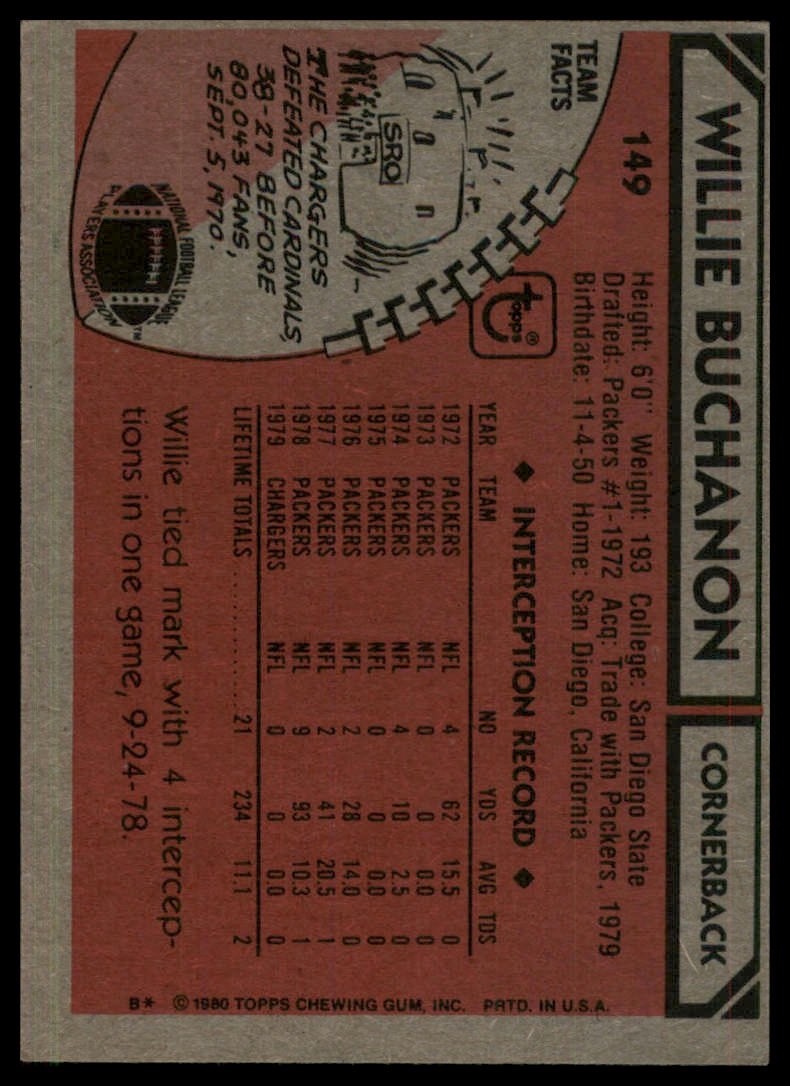 WILLIE BUCHANON
CORNERBACK
149
Height: 6'0" Weight: 193 College: San Diego State
Drafted: Packers #1-1972 Acq: Trade with Packers, 1979
Birthdate: 11-4-50 Home: San Diego, California
TEAM
FACTS
SRO
THE CHARGERS
DEFEATED CARDINALS,
38-27 BEFORE
80,043 FANS,
SEPT. 5, 1970.
NATIONAL FOOTBALL LEAGUE
PLAYERS ASSOCIATION
TM
Topps®
◆ INTERCEPTION RECORD ◆
YEAR TEAM NO YDS AVG TDS
1972 PACKERS NFL 4 62 15.5 0
1973 PACKERS NFL 0 0 0.0 0
1974 PACKERS NFL 4 10 2.5 0
1975 PACKERS NFL 0 0 0.0 0
1976 PACKERS NFL 2 28 14.0 0
1977 PACKERS NFL 2 41 20.5 1
1978 PACKERS NFL 9 93 10.3 1
1979 CHARGERS NFL 0 0 0.0 0
LIFETIME TOTALS .......... 21 234 11.1 2
Willie tied mark with 4 intercep-
tions in one game, 9-24-78.
B* © 1980 TOPPS CHEWING GUM, INC. PRTD. IN U.S.A.